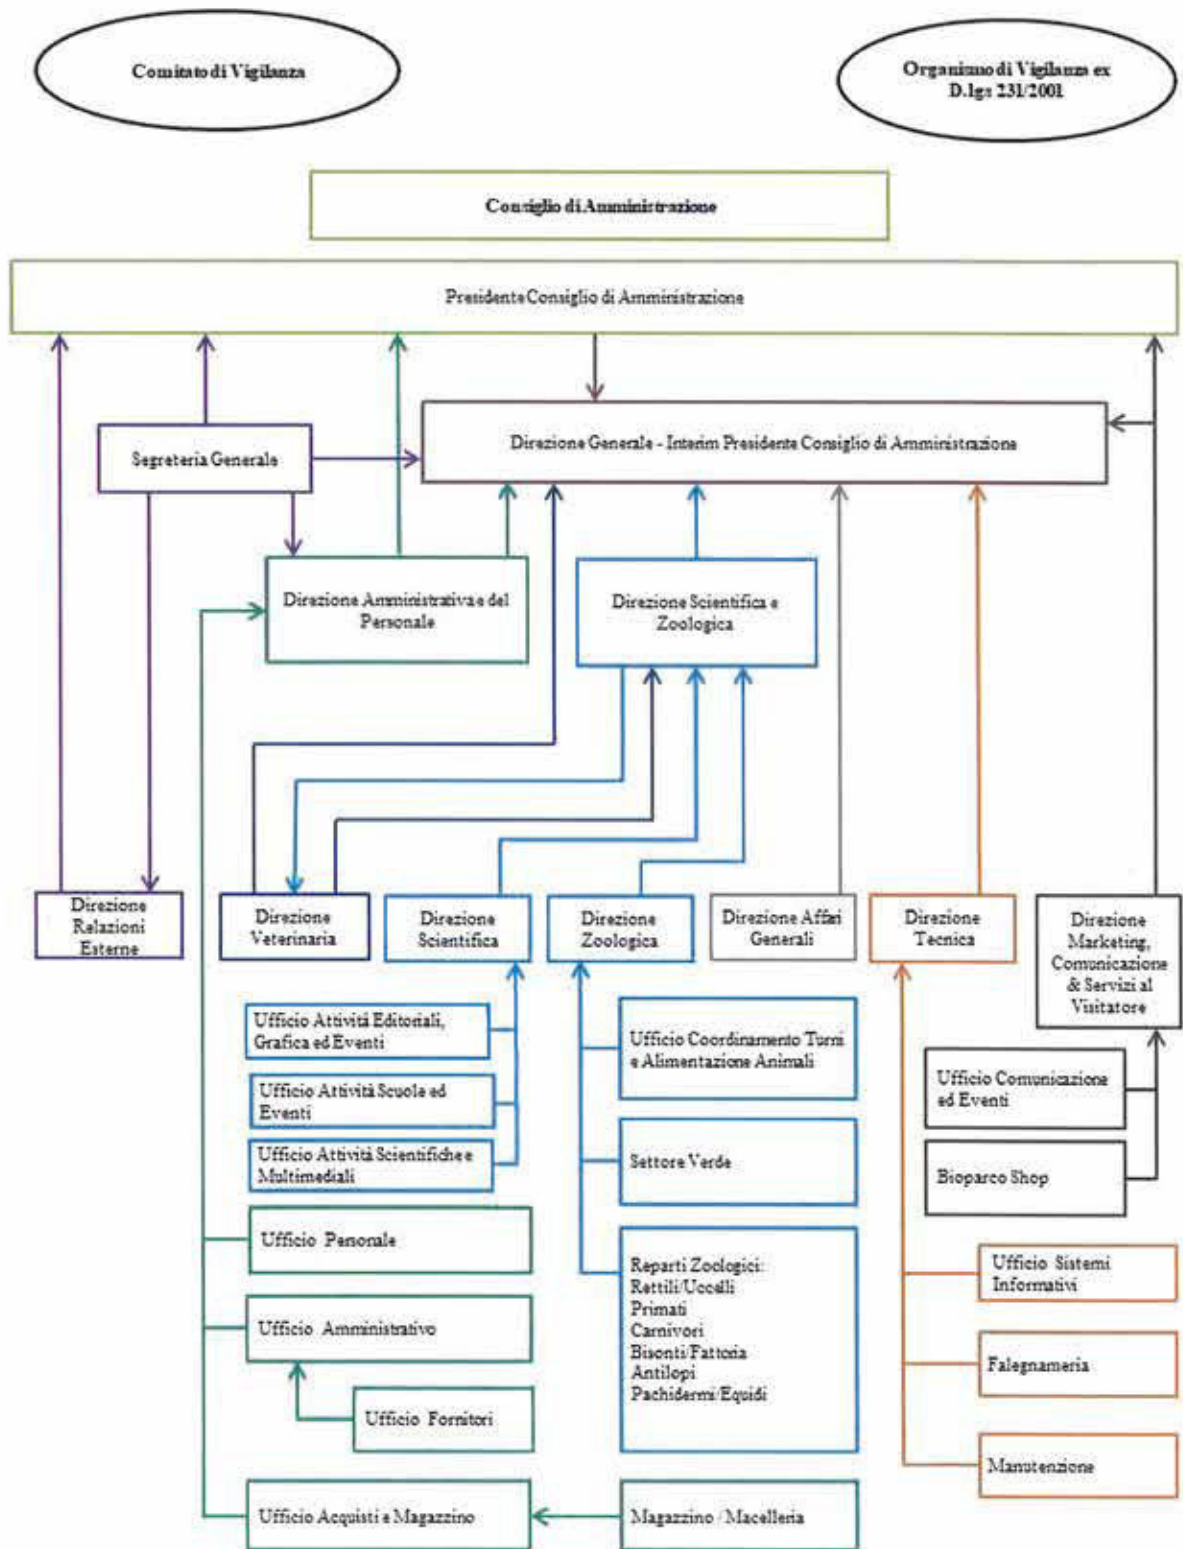 Comitato di Vigilanza
Organismo di Vigilanza ex
D.lgs 231/2001
Consiglio di Amministrazione
Presidente Consiglio di Amministrazione
Segreteria Generale
Direzione Generale - Interim Presidente Consiglio di Amministrazione
Direzione Amministrativa e del
Personale
Direzione Scientifica e
Zoologica
Direzione
Relazioni
Esterne
Direzione
Veterinaria
Direzione
Scientifica
Direzione
Zoologica
Direzione Affari
Generali
Direzione
Tecnica
Direzione
Marketing,
Comunicazione
& Servizi al
Visitatore
Ufficio Attività Editoriali,
Grafica ed Eventi
Ufficio Attività Scuole ed
Eventi
Ufficio Attività Scientifiche e
Multimediali
Ufficio Coordinamento Turni
e Alimentazione Animali
Settore Verde
Reparti Zoologici:
Rettili/Uccelli
Primati
Carnivori
Bisonti/Fattoria
Antilopi
Pachidermi/Equidi
Ufficio Comunicazione
ed Eventi
Bioparco Shop
Ufficio Personale
Ufficio Amministrativo
Ufficio Fornitori
Ufficio Acquisti e Magazzino
Magazzino / Macelleria
Ufficio Sistemi
Informativi
Falegnameria
Manutenzione